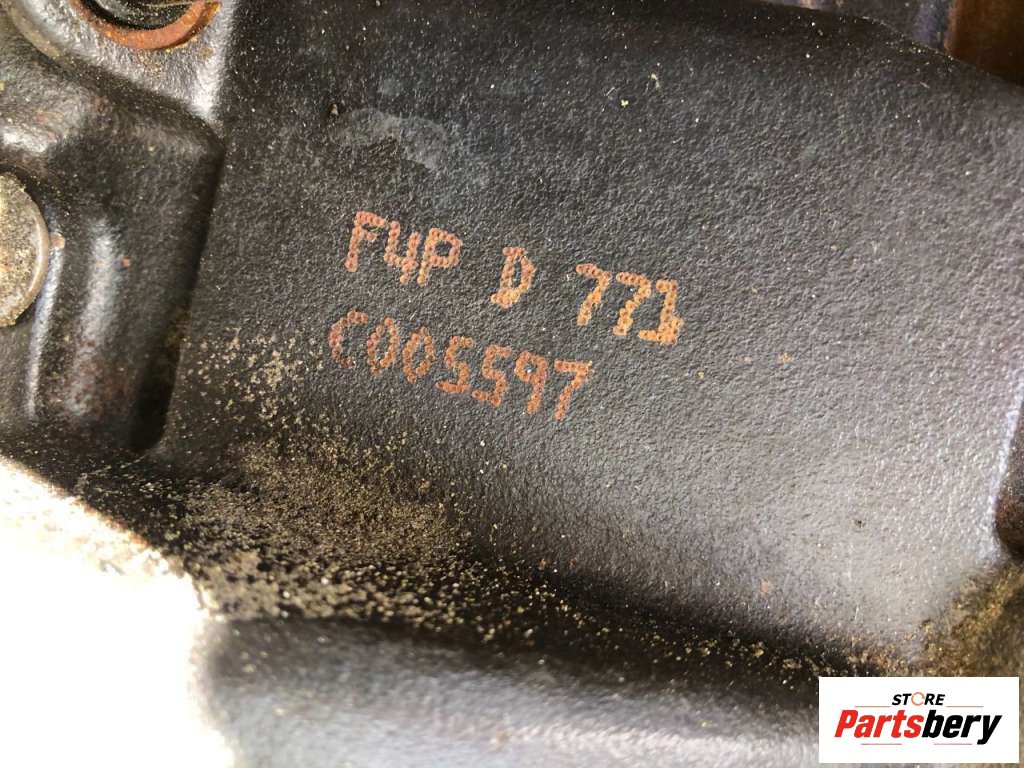 F4P D 771
C005597
STORE
Partsbery